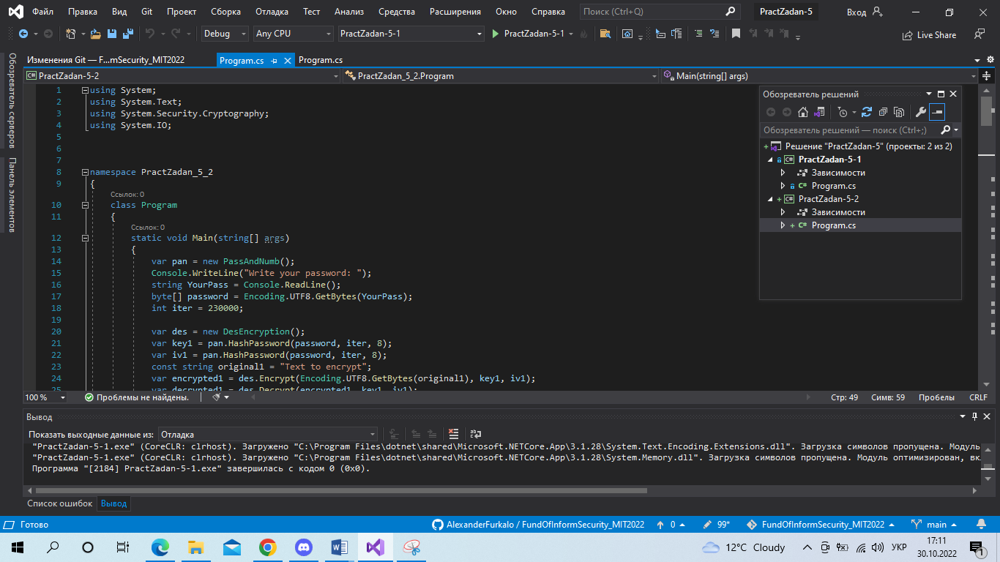 Файл Правка Вид Git Проект Сборка Отладка Тест Анализ Средства Расширения Окно Справка Поиск (Ctrl+Q) PractZadan-5 Вход
Debug Any CPU PractZadan-5-1 PractZadan-5-1 Live Share
Обозреватель серверов
Панель элементов
Изменения Git — F...mSecurity_MIT2022 Program.cs Program.cs
C# PractZadan-5-2 PractZadan_5_2.Program Main(string[] args)
1 using System;
2 using System.Text;
3 using System.Security.Cryptography;
4 using System.IO;
5
6
7
8 namespace PractZadan_5_2
9 {
Ссылок: 0
10 class Program
11 {
Ссылок: 0
12 static void Main(string[] args)
13 {
14 var pan = new PassAndNumb();
15 Console.WriteLine("Write your password: ");
16 string YourPass = Console.ReadLine();
17 byte[] password = Encoding.UTF8.GetBytes(YourPass);
18 int iter = 230000;
19
20 var des = new DesEncryption();
21 var key1 = pan.HashPassword(password, iter, 8);
22 var iv1 = pan.HashPassword(password, iter, 8);
23 const string original1 = "Text to encrypt";
24 var encrypted1 = des.Encrypt(Encoding.UTF8.GetBytes(original1), key1, iv1);
25 var decrypted1 = des.Decrypt(encrypted1, key1, iv1);
Обозреватель решений
Обозреватель решений — поиск (Ctrl+;)
Решение "PractZadan-5" (проекты: 2 из 2)
C# PractZadan-5-1
Зависимости
C# Program.cs
C# PractZadan-5-2
Зависимости
C# Program.cs
100 % Проблемы не найдены. Стр: 49 Симв: 59 Пробелы CRLF
Вывод
Показать выходные данные из: Отладка
"PractZadan-5-1.exe" (CoreCLR: clrhost). Загружено "C:\Program Files\dotnet\shared\Microsoft.NETCore.App\3.1.28\System.Text.Encoding.Extensions.dll". Загрузка символов пропущена. Модуль
"PractZadan-5-1.exe" (CoreCLR: clrhost). Загружено "C:\Program Files\dotnet\shared\Microsoft.NETCore.App\3.1.28\System.Memory.dll". Загрузка символов пропущена. Модуль оптимизирован, вкл
Программа "[2184] PractZadan-5-1.exe" завершилась с кодом 0 (0x0).
Список ошибок Вывод
Готово AlexanderFurkalo / FundOfInformSecurity_MIT2022 0 99* FundOfInformSecurity_MIT2022 main
12°C Cloudy УКР 17:11
30.10.2022 1